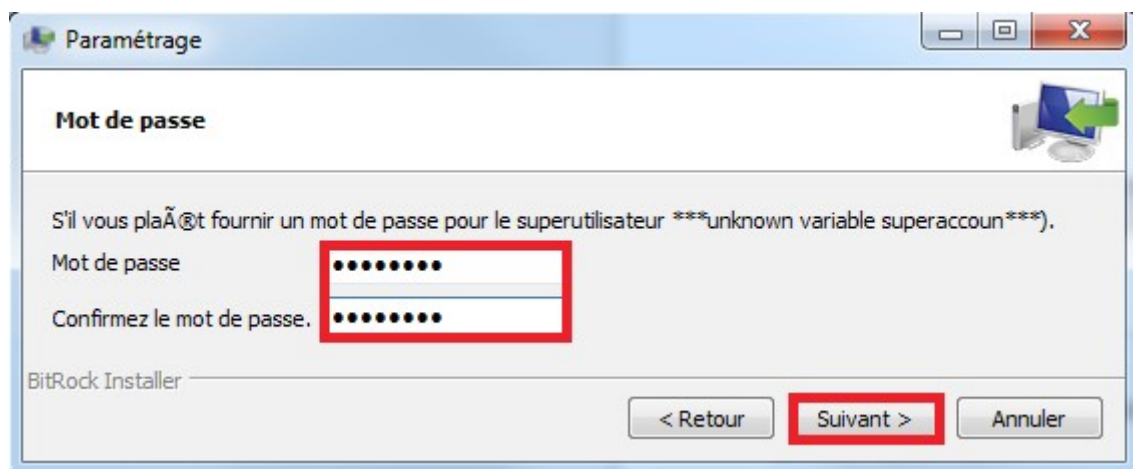 Paramétrage
Mot de passe
S'il vous plaÃ®t fournir un mot de passe pour le superutilisateur ***unknown variable superaccoun***).
Mot de passe ••••••••
Confirmez le mot de passe. ••••••••
BitRock Installer
< Retour Suivant > Annuler